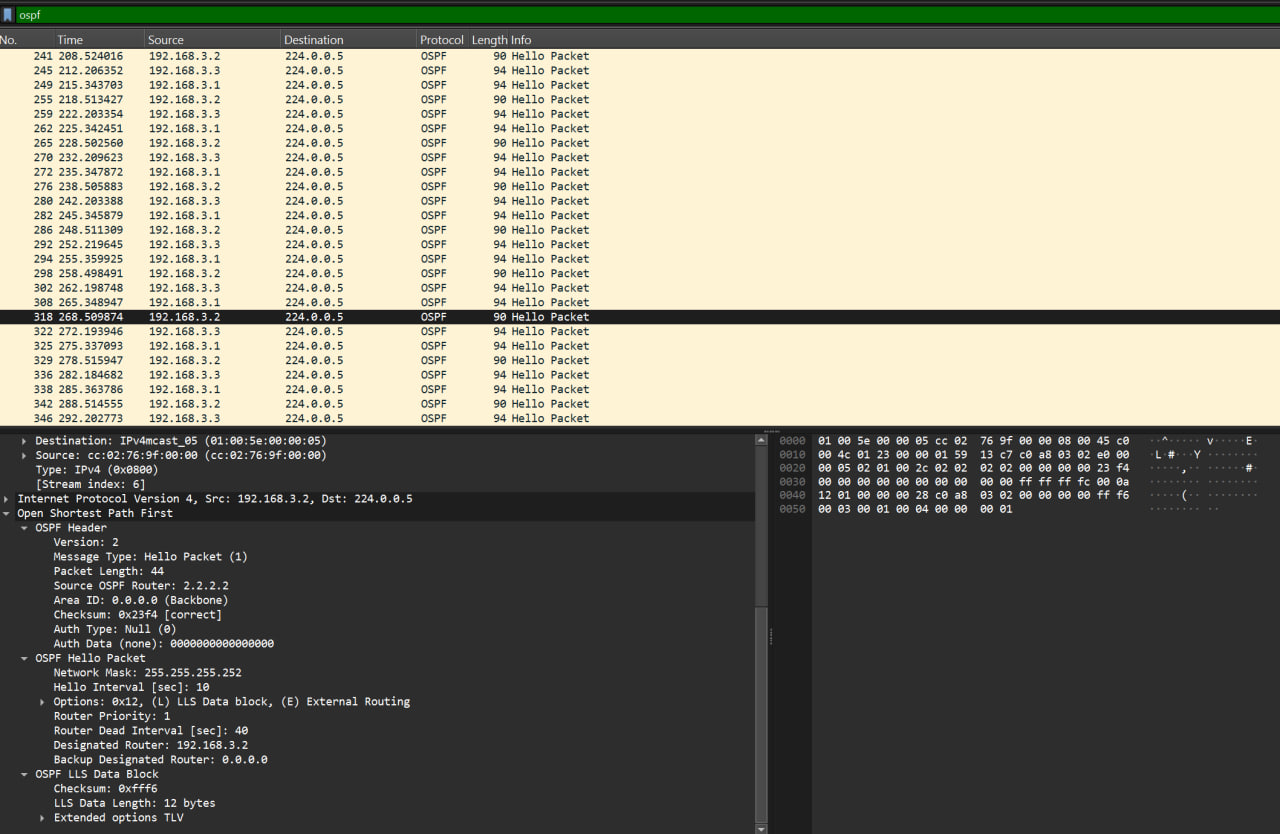 ospf
No. Time Source Destination Protocol Length Info
241 208.524016 192.168.3.2 224.0.0.5 OSPF 90 Hello Packet
245 212.206352 192.168.3.3 224.0.0.5 OSPF 94 Hello Packet
249 215.343703 192.168.3.1 224.0.0.5 OSPF 94 Hello Packet
255 218.513427 192.168.3.2 224.0.0.5 OSPF 90 Hello Packet
259 222.203354 192.168.3.3 224.0.0.5 OSPF 94 Hello Packet
262 225.342451 192.168.3.1 224.0.0.5 OSPF 94 Hello Packet
265 228.502560 192.168.3.2 224.0.0.5 OSPF 90 Hello Packet
270 232.209623 192.168.3.3 224.0.0.5 OSPF 94 Hello Packet
272 235.347872 192.168.3.1 224.0.0.5 OSPF 94 Hello Packet
276 238.505883 192.168.3.2 224.0.0.5 OSPF 90 Hello Packet
280 242.203388 192.168.3.3 224.0.0.5 OSPF 94 Hello Packet
282 245.345879 192.168.3.1 224.0.0.5 OSPF 94 Hello Packet
286 248.511309 192.168.3.2 224.0.0.5 OSPF 90 Hello Packet
292 252.219645 192.168.3.3 224.0.0.5 OSPF 94 Hello Packet
294 255.359925 192.168.3.1 224.0.0.5 OSPF 94 Hello Packet
298 258.498491 192.168.3.2 224.0.0.5 OSPF 90 Hello Packet
302 262.198748 192.168.3.3 224.0.0.5 OSPF 94 Hello Packet
308 265.348947 192.168.3.1 224.0.0.5 OSPF 94 Hello Packet
318 268.509874 192.168.3.2 224.0.0.5 OSPF 90 Hello Packet
322 272.193946 192.168.3.3 224.0.0.5 OSPF 94 Hello Packet
325 275.337093 192.168.3.1 224.0.0.5 OSPF 94 Hello Packet
329 278.515947 192.168.3.2 224.0.0.5 OSPF 90 Hello Packet
336 282.184682 192.168.3.3 224.0.0.5 OSPF 94 Hello Packet
338 285.363786 192.168.3.1 224.0.0.5 OSPF 94 Hello Packet
342 288.514555 192.168.3.2 224.0.0.5 OSPF 90 Hello Packet
346 292.202773 192.168.3.3 224.0.0.5 OSPF 94 Hello Packet
Destination: IPv4mcast_05 (01:00:5e:00:00:05)
Source: cc:02:76:9f:00:00 (cc:02:76:9f:00:00)
Type: IPv4 (0x0800)
[Stream index: 6]
Internet Protocol Version 4, Src: 192.168.3.2, Dst: 224.0.0.5
Open Shortest Path First
OSPF Header
Version: 2
Message Type: Hello Packet (1)
Packet Length: 44
Source OSPF Router: 2.2.2.2
Area ID: 0.0.0.0 (Backbone)
Checksum: 0x23f4 [correct]
Auth Type: Null (0)
Auth Data (none): 0000000000000000
OSPF Hello Packet
Network Mask: 255.255.255.252
Hello Interval [sec]: 10
Options: 0x12, (L) LLS Data block, (E) External Routing
Router Priority: 1
Router Dead Interval [sec]: 40
Designated Router: 192.168.3.2
Backup Designated Router: 0.0.0.0
OSPF LLS Data Block
Checksum: 0xfff6
LLS Data Length: 12 bytes
Extended options TLV
0000 01 00 5e 00 00 05 cc 02 76 9f 00 00 08 00 45 c0 ··^····· v·····E·
0010 00 4c 01 23 00 00 01 59 13 c7 c0 a8 03 02 e0 00 ·L·#···Y ········
0020 00 05 02 01 00 2c 02 02 02 02 00 00 00 00 23 f4 ·····,·· ······#·
0030 00 00 00 00 00 00 00 00 00 00 ff ff ff fc 00 0a ········ ········
0040 12 01 00 00 00 28 c0 a8 03 02 00 00 00 00 ff f6 ·····(·· ········
0050 00 03 00 01 00 04 00 00 00 01 ········ ··